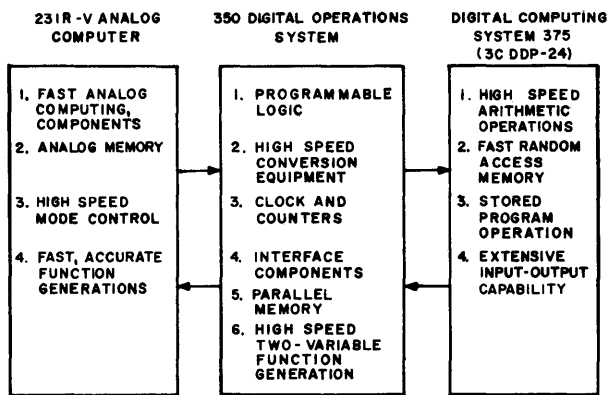 231R-V ANALOG
COMPUTER
1. FAST ANALOG
COMPUTING,
COMPONENTS
2. ANALOG MEMORY
3. HIGH SPEED
MODE CONTROL
4. FAST, ACCURATE
FUNCTION
GENERATIONS
350 DIGITAL OPERATIONS
SYSTEM
1. PROGRAMMABLE
LOGIC
2. HIGH SPEED
CONVERSION
EQUIPMENT
3. CLOCK AND
COUNTERS
4. INTERFACE
COMPONENTS
5. PARALLEL
MEMORY
6. HIGH SPEED
TWO-VARIABLE
FUNCTION
GENERATION
DIGITAL COMPUTING
SYSTEM 375
(3C DDP-24)
1. HIGH SPEED
ARITHMETIC
OPERATIONS
2. FAST RANDOM
ACCESS
MEMORY
3. STORED
PROGRAM
OPERATION
4. EXTENSIVE
INPUT-OUTPUT
CAPABILITY